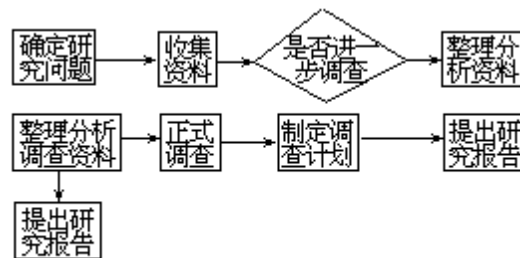 确定研
究问题
收集
资料
是否进一
步调查
整理分
析资料
整理分析
调查资料
正式
调查
制定调
查计划
提出研
究报告
提出研
究报告